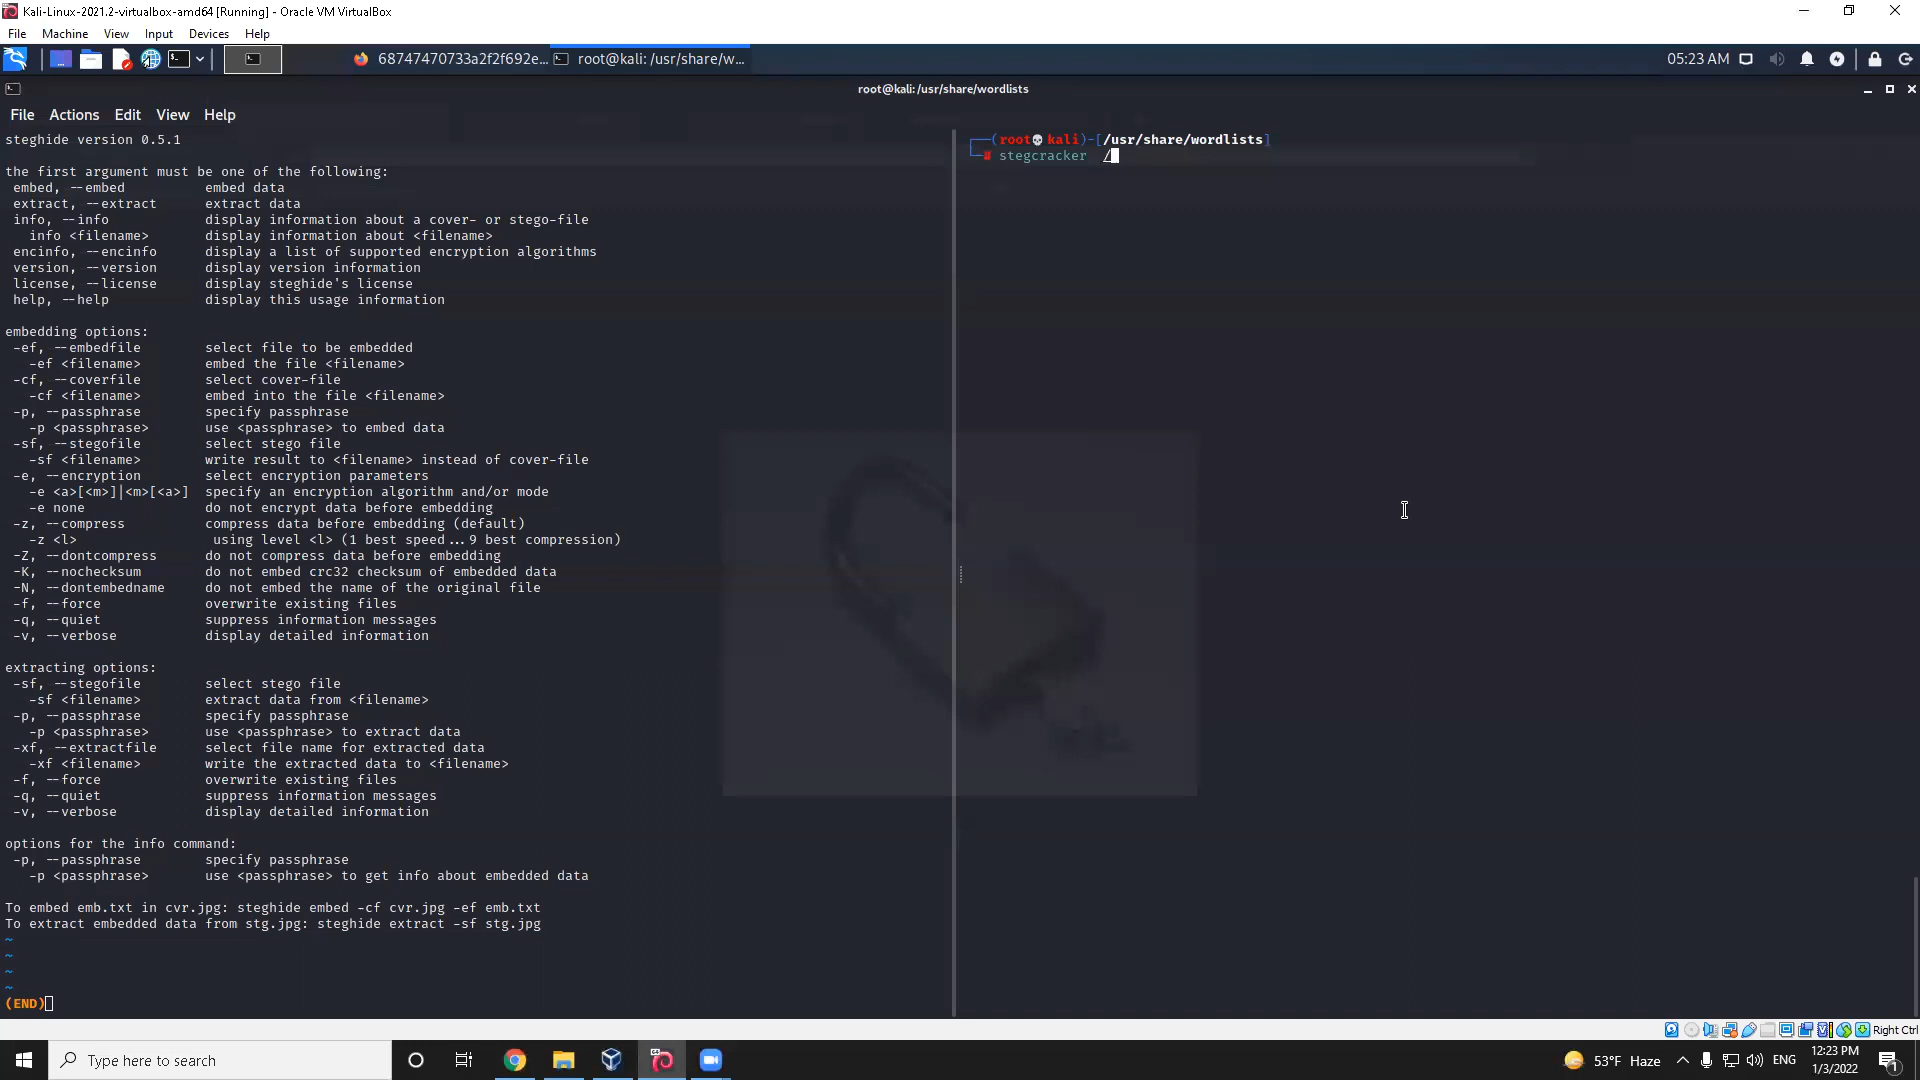 Kali-Linux-2021.2-virtualbox-amd64 [Running] - Oracle VM VirtualBox
File Machine View Input Devices Help
68747470733a2f2f692e... root@kali: /usr/share/w... 05:23 AM
root@kali: /usr/share/wordlists
File Actions Edit View Help
steghide version 0.5.1
the first argument must be one of the following:
embed, --embed embed data
extract, --extract extract data
info, --info display information about a cover- or stego-file
info <filename> display information about <filename>
encinfo, --encinfo display a list of supported encryption algorithms
version, --version display version information
license, --license display steghide's license
help, --help display this usage information
embedding options:
-ef, --embedfile select file to be embedded
-ef <filename> embed the file <filename>
-cf, --coverfile select cover-file
-cf <filename> embed into the file <filename>
-p, --passphrase specify passphrase
-p <passphrase> use <passphrase> to embed data
-sf, --stegofile select stego file
-sf <filename> write result to <filename> instead of cover-file
-e, --encryption select encryption parameters
-e <a>[<m>]|<m>[<a>] specify an encryption algorithm and/or mode
-e none do not encrypt data before embedding
-z, --compress compress data before embedding (default)
-z <l> using level <l> (1 best speed...9 best compression)
-Z, --dontcompress do not compress data before embedding
-K, --nochecksum do not embed crc32 checksum of embedded data
-N, --dontembedname do not embed the name of the original file
-f, --force overwrite existing files
-q, --quiet suppress information messages
-v, --verbose display detailed information
extracting options:
-sf, --stegofile select stego file
-sf <filename> extract data from <filename>
-p, --passphrase specify passphrase
-p <passphrase> use <passphrase> to extract data
-xf, --extractfile select file name for extracted data
-xf <filename> write the extracted data to <filename>
-f, --force overwrite existing files
-q, --quiet suppress information messages
-v, --verbose display detailed information
options for the info command:
-p, --passphrase specify passphrase
-p <passphrase> use <passphrase> to get info about embedded data
To embed emb.txt in cvr.jpg: steghide embed -cf cvr.jpg -ef emb.txt
To extract embedded data from stg.jpg: steghide extract -sf stg.jpg
~
~
~
~
(END)
(root💀kali)-[/usr/share/wordlists]
stegcracker /
Right Ctrl
Type here to search
53°F Haze
ENG
12:23 PM
1/3/2022
1